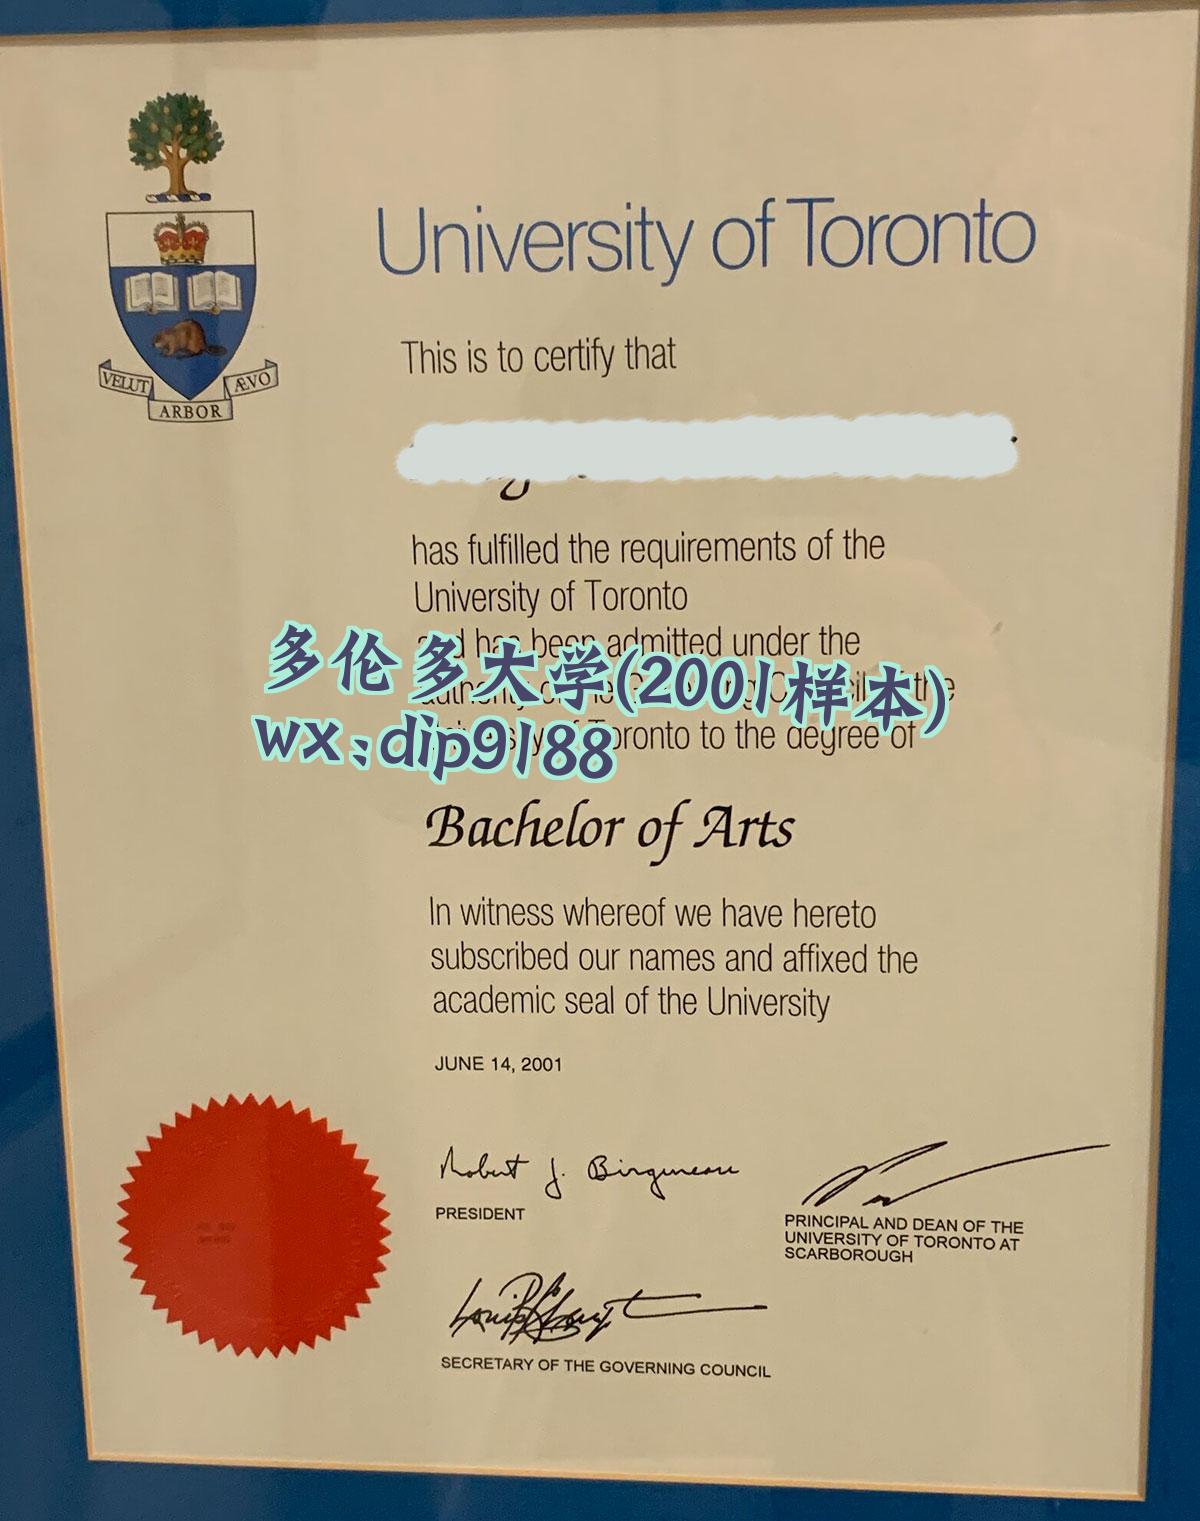 VELUT
ARBOR
ÆVO
University of Toronto
This is to certify that
has fulfilled the requirements of the
University of Toronto
and has been admitted under the
the
多伦多大学(2001样本)
Toronto to the degree of
wx:dip9188
Bachelor of Arts
In witness whereof we have hereto
subscribed our names and affixed the
academic seal of the University
JUNE 14, 2001
Robert J. Birgeneau
PRESIDENT
PRINCIPAL AND DEAN OF THE
UNIVERSITY OF TORONTO AT
SCARBOROUGH
SECRETARY OF THE GOVERNING COUNCIL